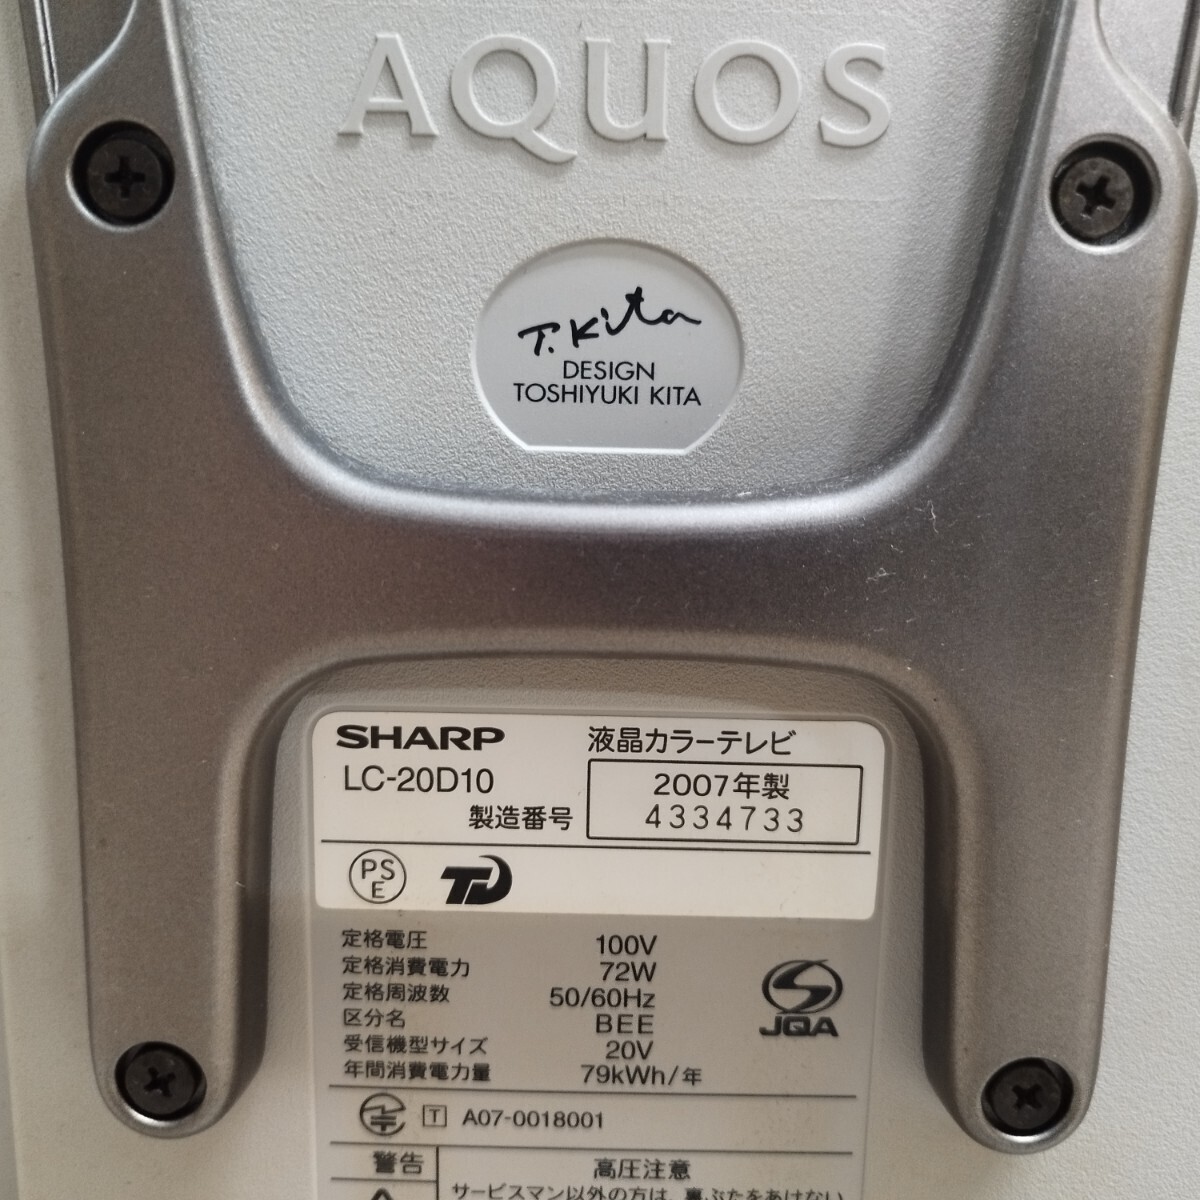 AQUOS
T.Kita
DESIGN
TOSHIYUKI KITA
SHARP 液晶カラーテレビ
LC-20D10 2007年製
製造番号 4334733
PS
E
定格電圧 100V
定格消費電力 72W
定格周波数 50/60Hz
区分名 BEE
受信機型サイズ 20V
年間消費電力量 79kWh/年
JQA
T A07-0018001
警告 高圧注意
サービスマン以外の方は、裏ぶたをあけない